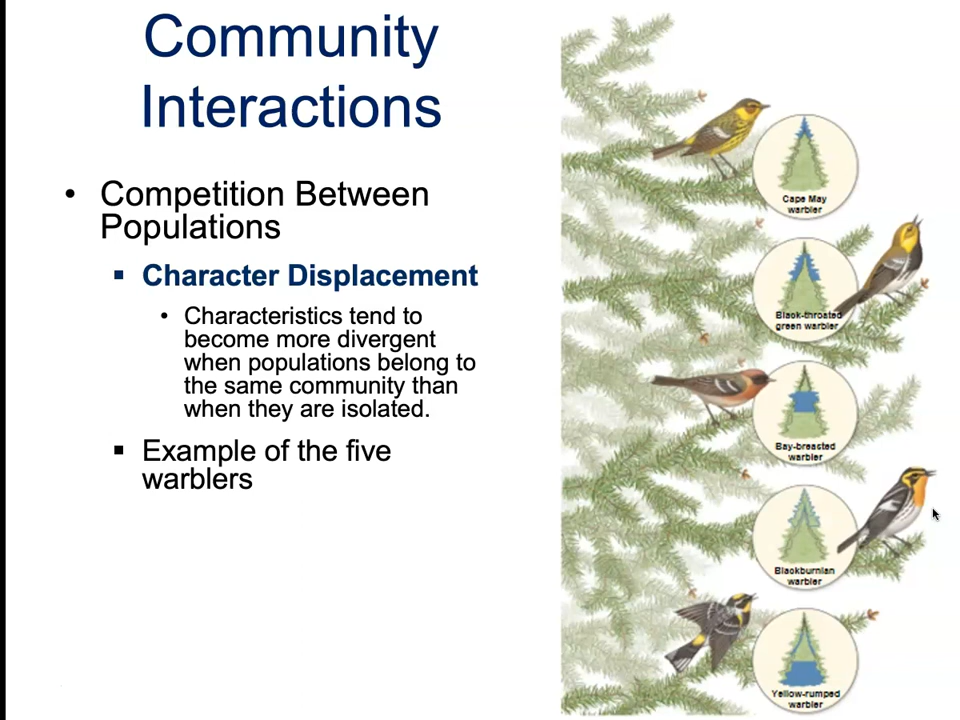 Community
Interactions
• Competition Between
Populations
▪ Character Displacement
• Characteristics tend to
become more divergent
when populations belong to
the same community than
when they are isolated.
▪ Example of the five
warblers
Cape May
warbler
Black-throated
green warbler
Bay-breasted
warbler
Blackburnian
warbler
Yellow-rumped
warbler